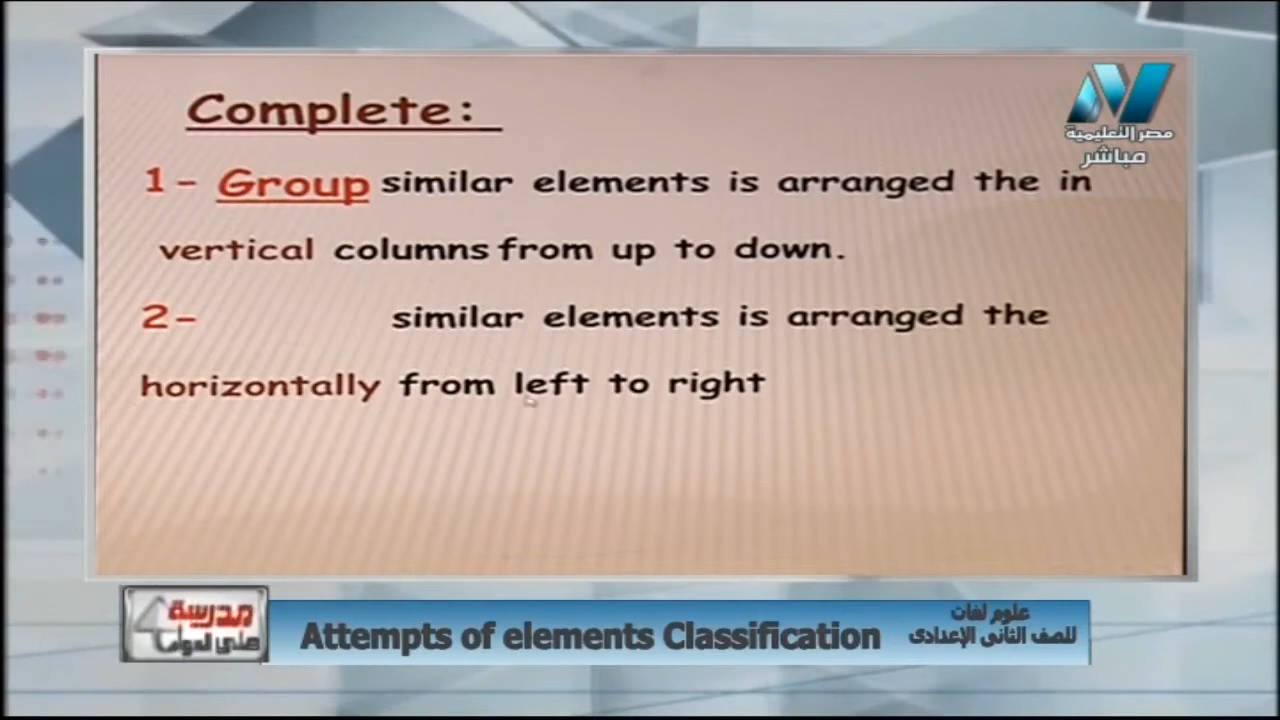 Complete:
1- Group similar elements is arranged the in
vertical columns from up to down.
2- similar elements is arranged the
horizontally from left to right
مصر التعليمية
مباشر
مدرسة
على الهواء
Attempts of elements Classification
علوم لغات
للصف الثانى الإعدادى